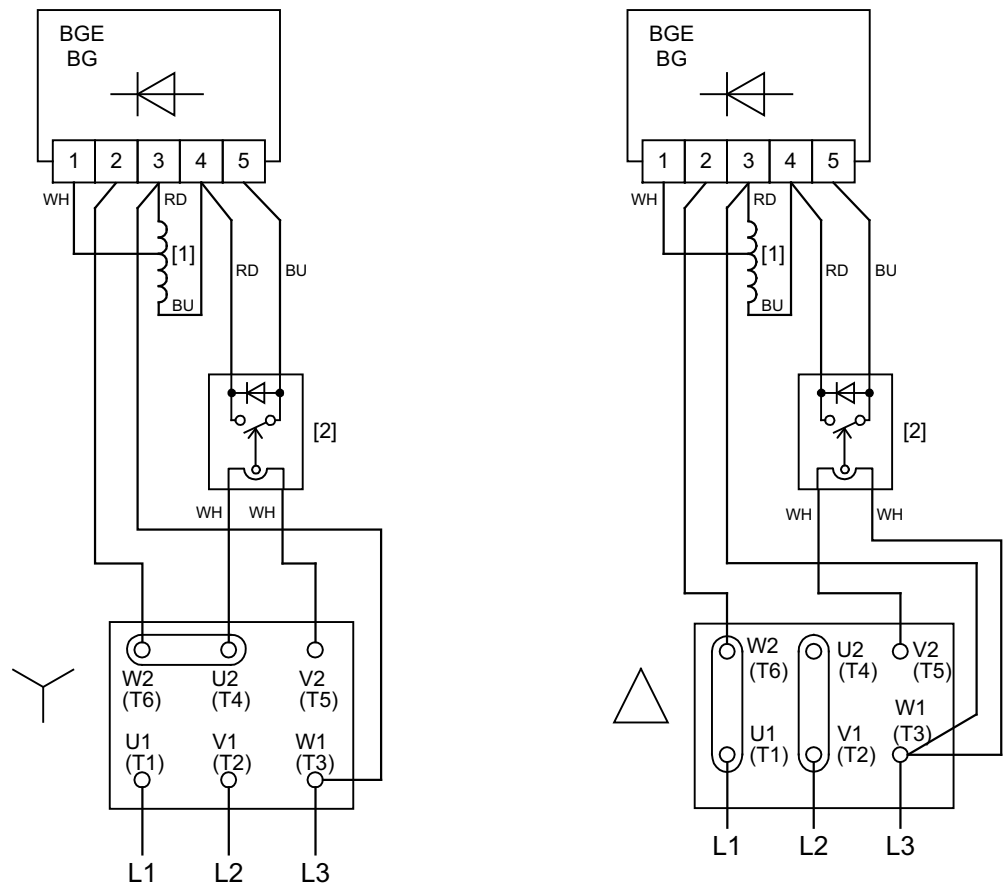 BGE
BG
1 2 3 4 5
WH RD
[1]
RD BU
BU
[2]
WH WH
W2 U2 V2
(T6) (T4) (T5)
U1 V1 W1
(T1) (T2) (T3)
L1 L2 L3
BGE
BG
1 2 3 4 5
WH RD
[1]
RD BU
BU
[2]
WH WH
W2 U2 V2
(T6) (T4) (T5)
W1
U1 V1 (T3)
(T1) (T2)
L1 L2 L3